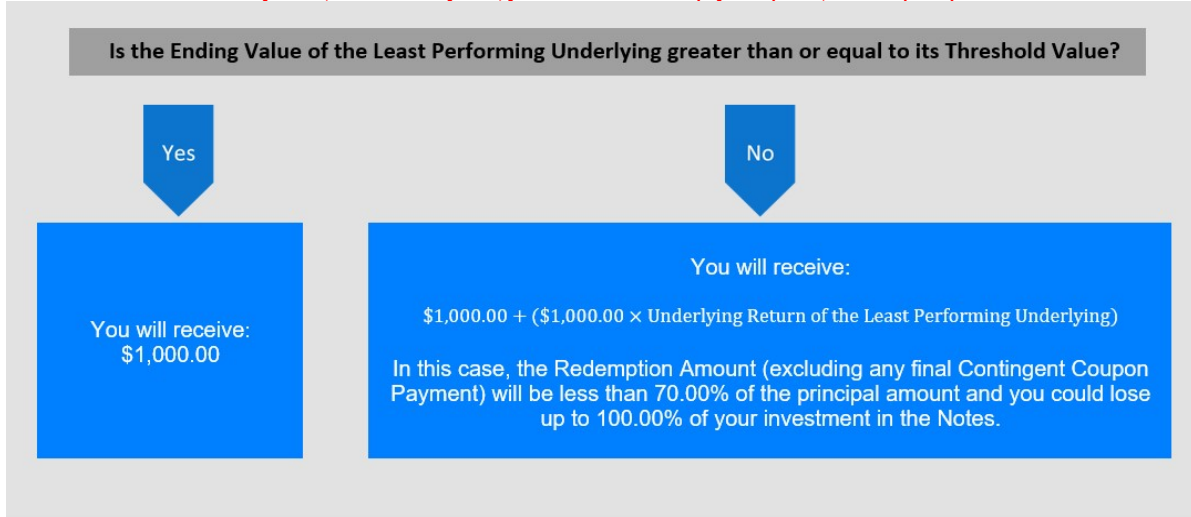 Is the Ending Value of the Least Performing Underlying greater than or equal to its Threshold Value?
Yes
No
You will receive:
$1,000.00
You will receive:
$1,000.00 + ($1,000.00 × Underlying Return of the Least Performing Underlying)
In this case, the Redemption Amount (excluding any final Contingent Coupon
Payment) will be less than 70.00% of the principal amount and you could lose
up to 100.00% of your investment in the Notes.